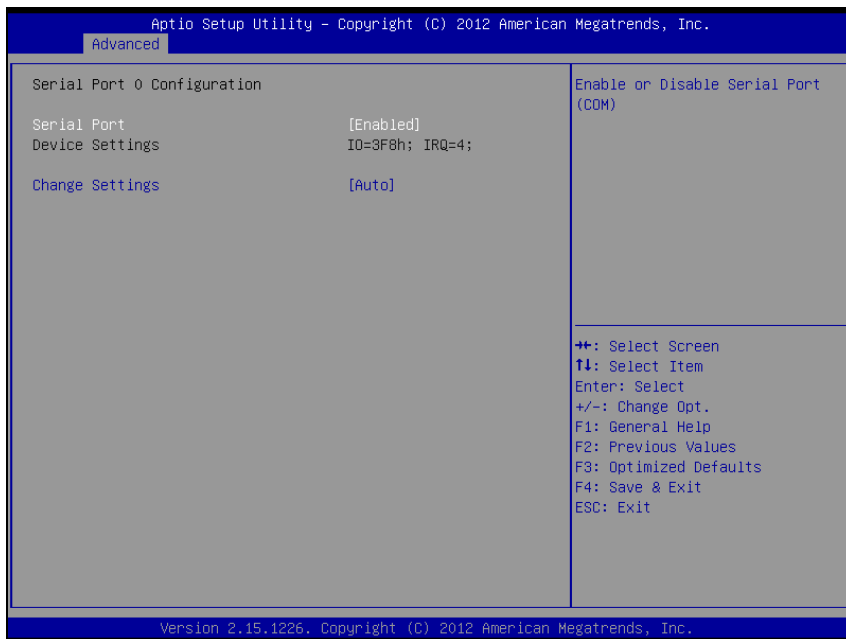 Aptio Setup Utility – Copyright (C) 2012 American Megatrends, Inc.
Advanced
Serial Port 0 Configuration
Serial Port [Enabled]
Device Settings IO=3F8h; IRQ=4;
Change Settings [Auto]
Enable or Disable Serial Port
(COM)
→←: Select Screen
↑↓: Select Item
Enter: Select
+/-: Change Opt.
F1: General Help
F2: Previous Values
F3: Optimized Defaults
F4: Save & Exit
ESC: Exit
Version 2.15.1226. Copyright (C) 2012 American Megatrends, Inc.